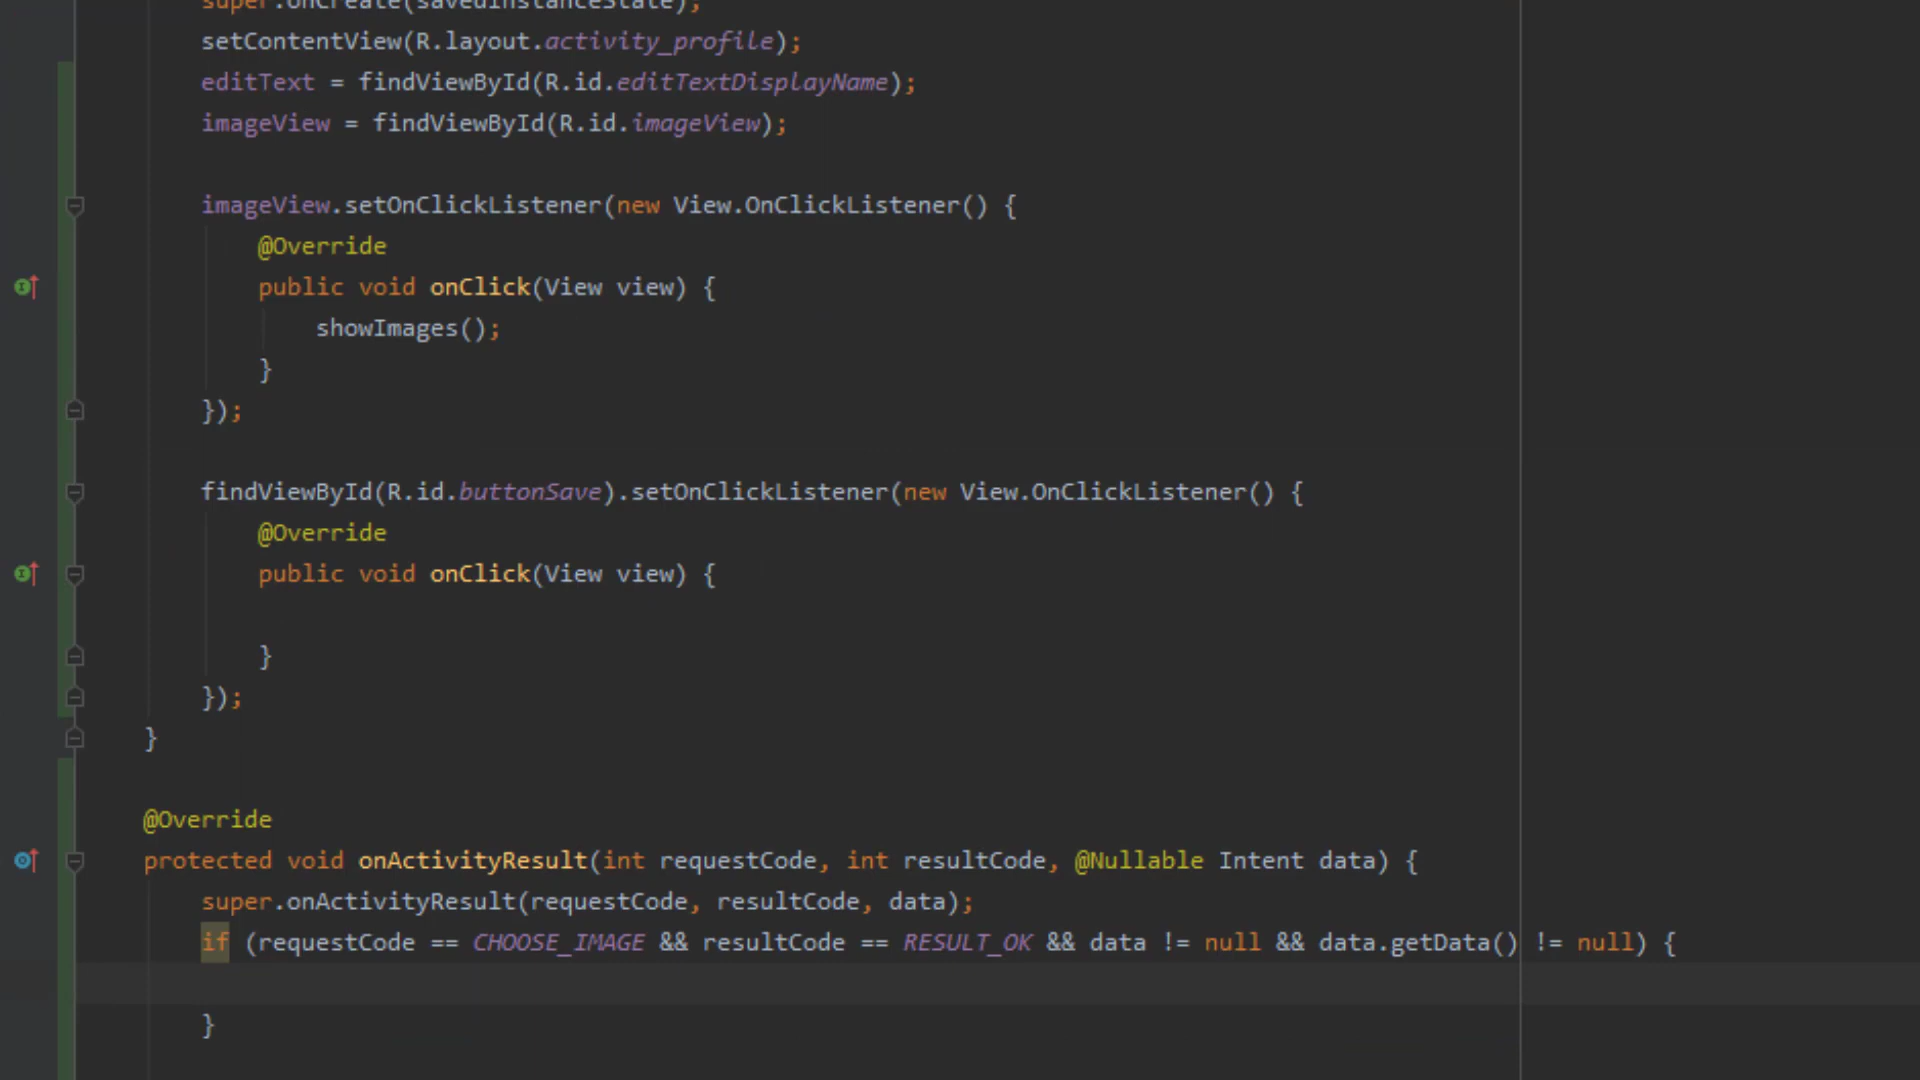 super.onCreate(savedInstanceState);
setContentView(R.layout.activity_profile);
editText = findViewById(R.id.editTextDisplayName);
imageView = findViewById(R.id.imageView);
imageView.setOnClickListener(new View.OnClickListener() {
@Override
public void onClick(View view) {
showImages();
}
});
findViewById(R.id.buttonSave).setOnClickListener(new View.OnClickListener() {
@Override
public void onClick(View view) {
}
});
}
@Override
protected void onActivityResult(int requestCode, int resultCode, @Nullable Intent data) {
super.onActivityResult(requestCode, resultCode, data);
if (requestCode == CHOOSE_IMAGE && resultCode == RESULT_OK && data != null && data.getData() != null) {
}